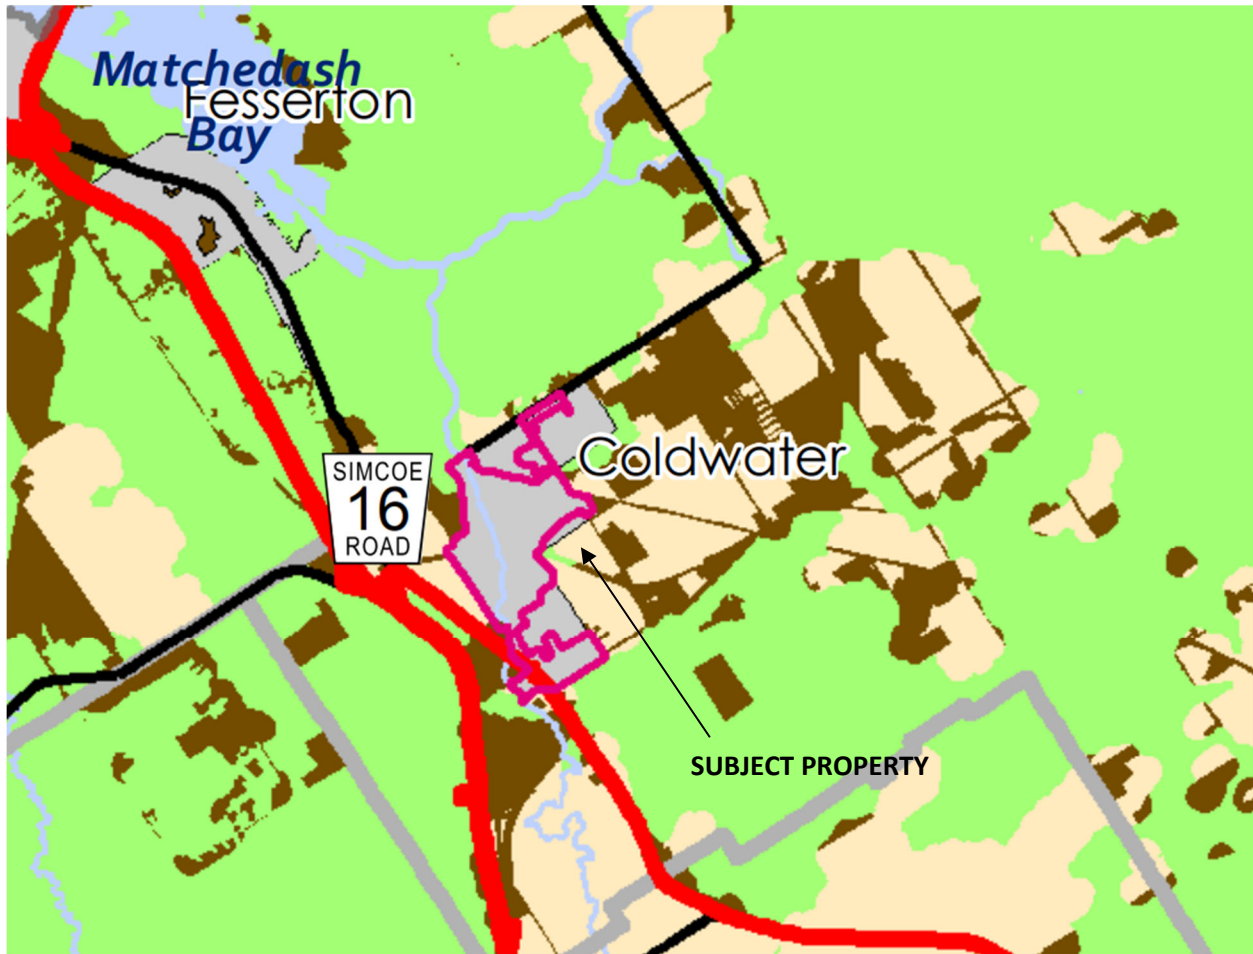 Matchedash
Fesserton
Bay
Coldwater
SIMCOE
16
ROAD
SUBJECT PROPERTY